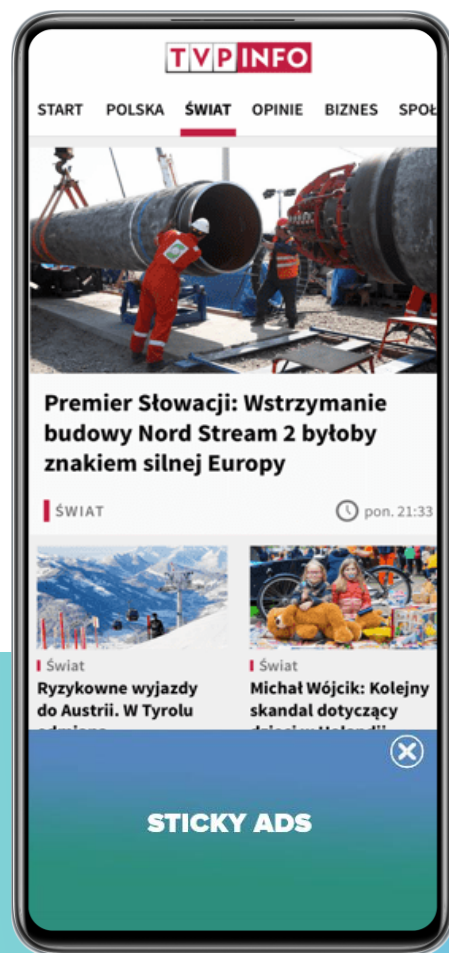 TVP INFO
START POLSKA ŚWIAT OPINIE BIZNES SPOŁ
Premier Słowacji: Wstrzymanie
budowy Nord Stream 2 byłoby
znakiem silnej Europy
ŚWIAT pon. 21:33
Świat
Ryzykowne wyjazdy
do Austrii. W Tyrolu
Świat
Michał Wójcik: Kolejny
skandal dotyczący
STICKY ADS